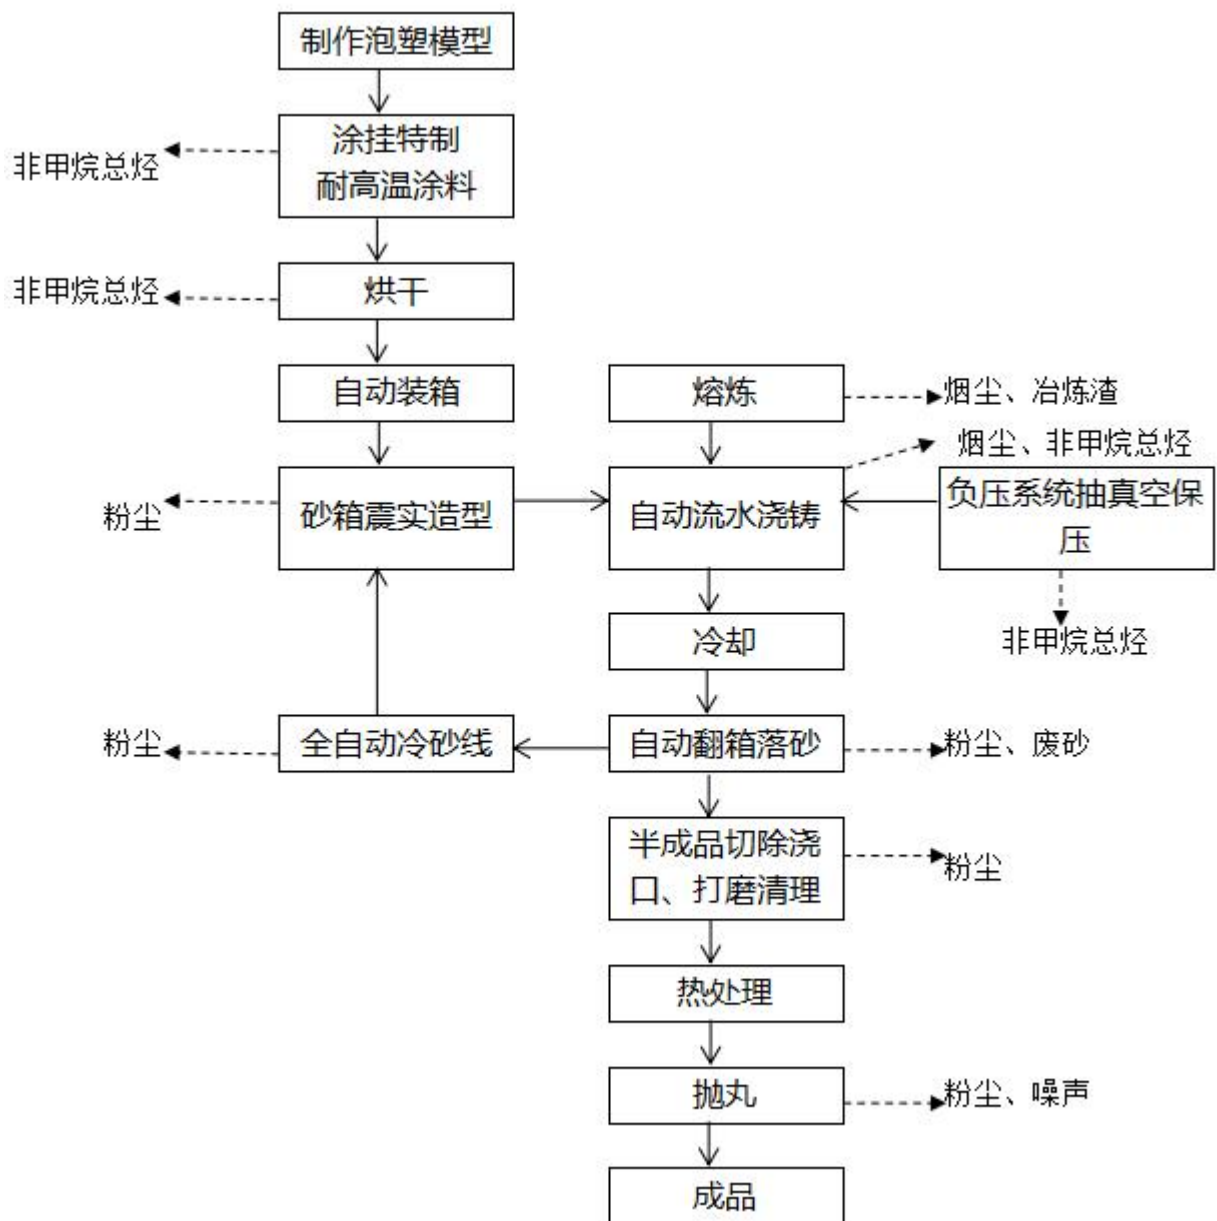 制作泡塑模型
涂挂特制
耐高温涂料
非甲烷总烃
烘干
非甲烷总烃
自动装箱
熔炼
烟尘、冶炼渣
烟尘、非甲烷总烃
粉尘
砂箱震实造型
自动流水浇铸
负压系统抽真空保
压
冷却
非甲烷总烃
粉尘
全自动冷砂线
自动翻箱落砂
粉尘、废砂
半成品切除浇
口、打磨清理
粉尘
热处理
抛丸
粉尘、噪声
成品